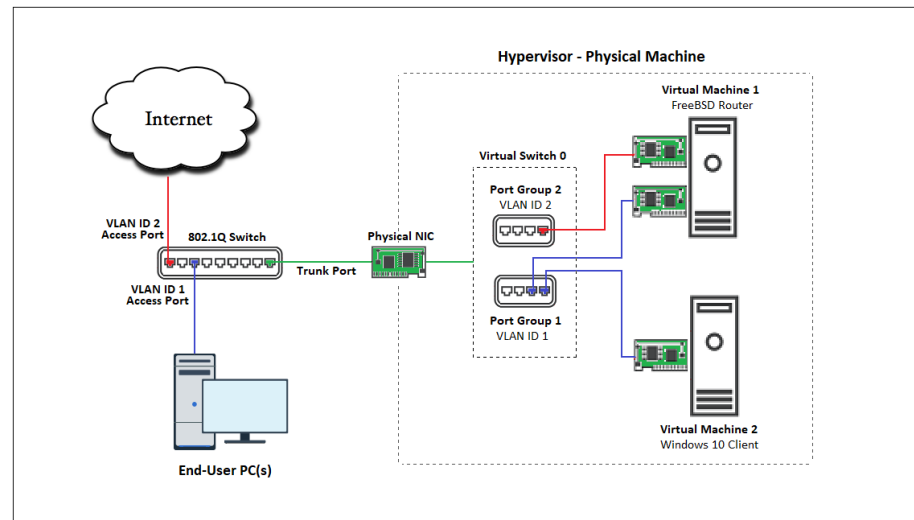 Hypervisor - Physical Machine
Virtual Machine 1
FreeBSD Router
Internet
Virtual Switch 0
Port Group 2
VLAN ID 2
VLAN ID 2
Access Port
802.1Q Switch
Physical NIC
Trunk Port
VLAN ID 1
Access Port
Port Group 1
VLAN ID 1
Virtual Machine 2
Windows 10 Client
End-User PC(s)